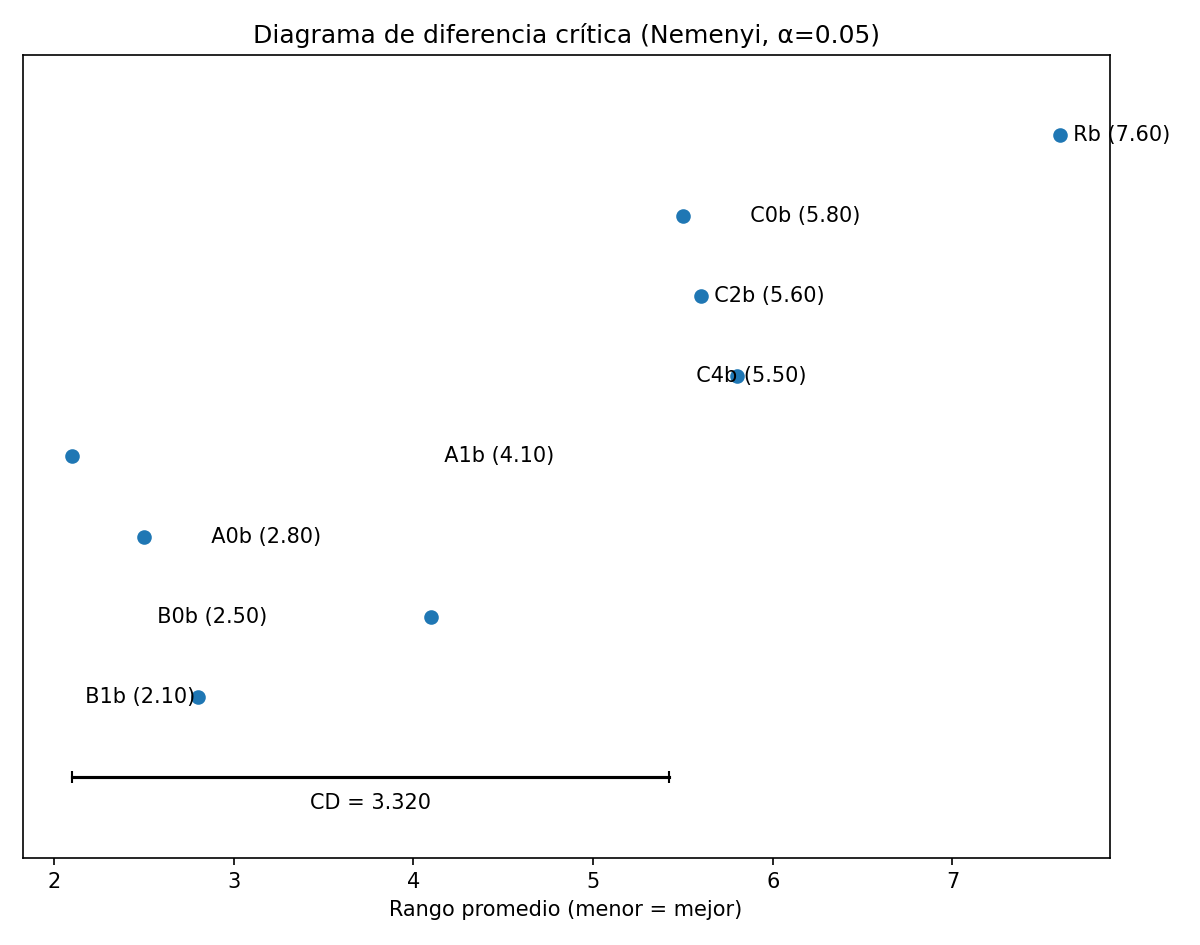 Diagrama de diferencia crítica (Nemenyi, α=0.05)
Rb (7.60)
C0b (5.80)
C2b (5.60)
C4b (5.50)
A1b (4.10)
A0b (2.80)
B0b (2.50)
B1b (2.10)
CD = 3.320
2 3 4 5 6 7
Rango promedio (menor = mejor)